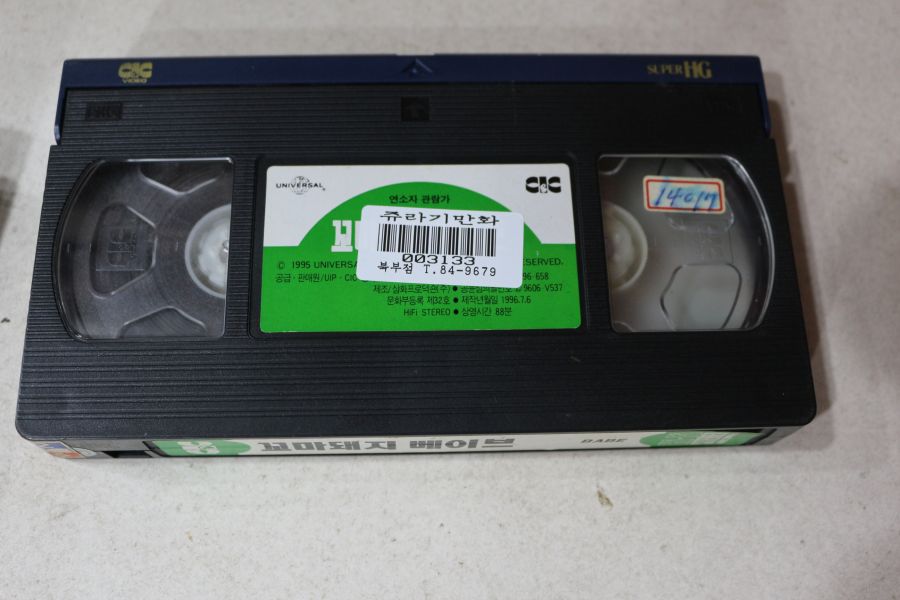 CIC
VIDEO
SUPER HG
UNIVERSAL
CIC
연소자 관람가
쥬라기만화
003133
북부점 T.84-9679
© 1995 UNIVERSA
ESERVED.
공급·판매원/UIP-CIC
96-658
제조/삼화프로덕션(주)
9606 V537
문화부등록 제32호 ● 제작년월일 1996.7.6
HiFi STEREO ● 상영시간 88분
꼬마돼지 베이브
BABE